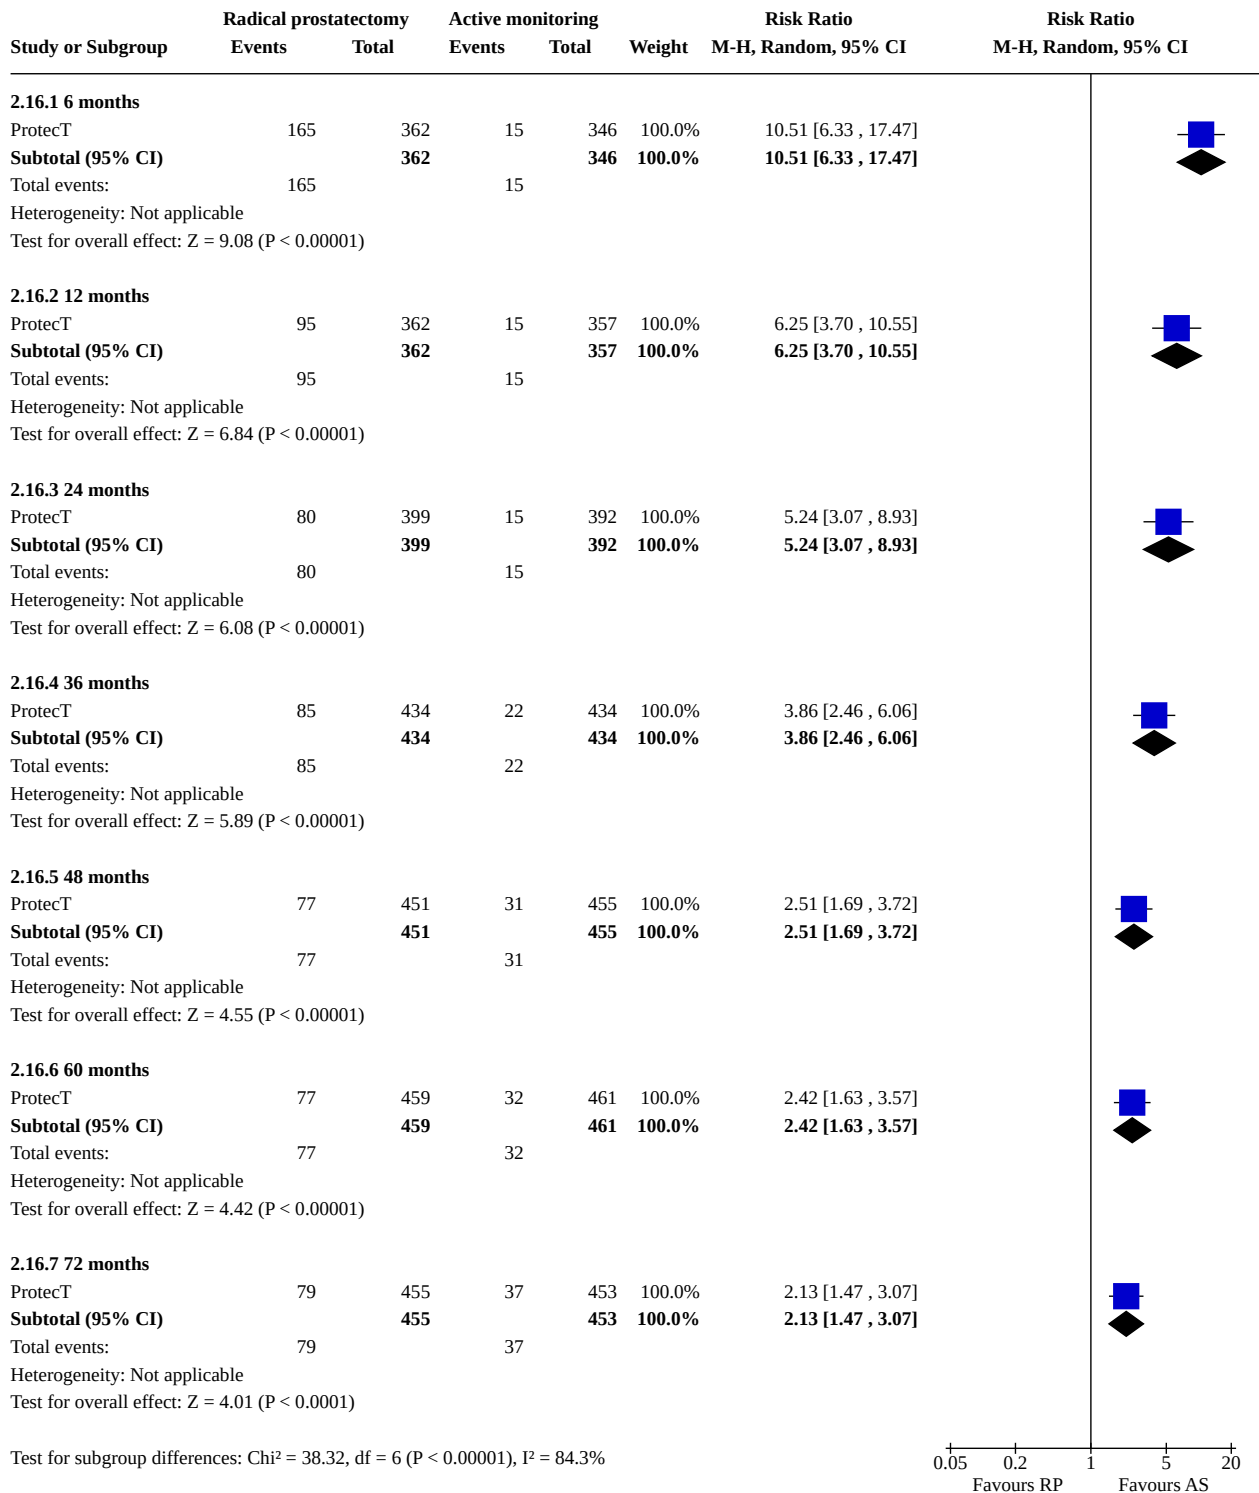 Radical prostatectomy Active monitoring Risk Ratio Risk Ratio
Study or Subgroup Events Total Events Total Weight M-H, Random, 95% CI M-H, Random, 95% CI
2.16.1 6 months
ProtecT 165 362 15 346 100.0% 10.51 [6.33 , 17.47]
Subtotal (95% CI) 362 346 100.0% 10.51 [6.33 , 17.47]
Total events: 165 15
Heterogeneity: Not applicable
Test for overall effect: Z = 9.08 (P < 0.00001)
2.16.2 12 months
ProtecT 95 362 15 357 100.0% 6.25 [3.70 , 10.55]
Subtotal (95% CI) 362 357 100.0% 6.25 [3.70 , 10.55]
Total events: 95 15
Heterogeneity: Not applicable
Test for overall effect: Z = 6.84 (P < 0.00001)
2.16.3 24 months
ProtecT 80 399 15 392 100.0% 5.24 [3.07 , 8.93]
Subtotal (95% CI) 399 392 100.0% 5.24 [3.07 , 8.93]
Total events: 80 15
Heterogeneity: Not applicable
Test for overall effect: Z = 6.08 (P < 0.00001)
2.16.4 36 months
ProtecT 85 434 22 434 100.0% 3.86 [2.46 , 6.06]
Subtotal (95% CI) 434 434 100.0% 3.86 [2.46 , 6.06]
Total events: 85 22
Heterogeneity: Not applicable
Test for overall effect: Z = 5.89 (P < 0.00001)
2.16.5 48 months
ProtecT 77 451 31 455 100.0% 2.51 [1.69 , 3.72]
Subtotal (95% CI) 451 455 100.0% 2.51 [1.69 , 3.72]
Total events: 77 31
Heterogeneity: Not applicable
Test for overall effect: Z = 4.55 (P < 0.00001)
2.16.6 60 months
ProtecT 77 459 32 461 100.0% 2.42 [1.63 , 3.57]
Subtotal (95% CI) 459 461 100.0% 2.42 [1.63 , 3.57]
Total events: 77 32
Heterogeneity: Not applicable
Test for overall effect: Z = 4.42 (P < 0.00001)
2.16.7 72 months
ProtecT 79 455 37 453 100.0% 2.13 [1.47 , 3.07]
Subtotal (95% CI) 455 453 100.0% 2.13 [1.47 , 3.07]
Total events: 79 37
Heterogeneity: Not applicable
Test for overall effect: Z = 4.01 (P < 0.0001)
Test for subgroup differences: Chi² = 38.32, df = 6 (P < 0.00001), I² = 84.3%
0.05 0.2 1 5 20
Favours RP Favours AS